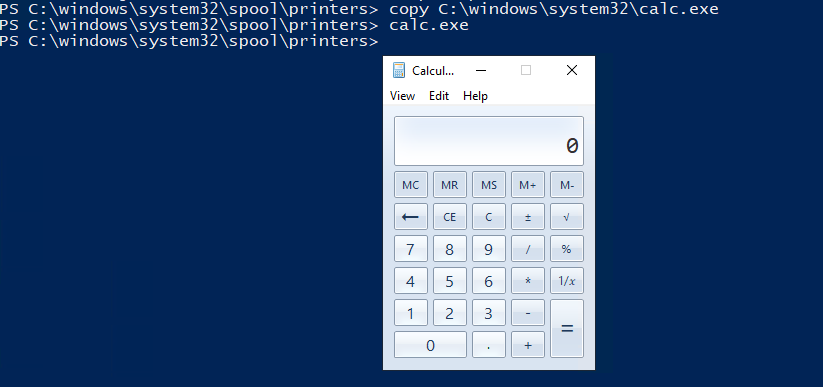 PS C:\windows\system32\spool\printers> copy C:\windows\system32\calc.exe
PS C:\windows\system32\spool\printers> calc.exe
PS C:\windows\system32\spool\printers>
Calcul...
View Edit Help
0
MC MR MS M+ M-
← CE C ± √
7 8 9 / %
4 5 6 * 1/x
1 2 3 - =
0 . +